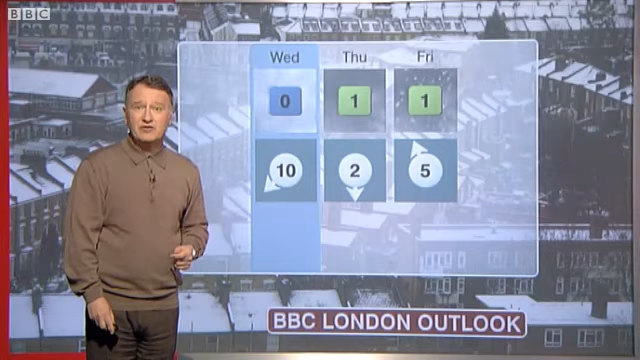 BBC
Wed Thu Fri
0 1 1
10 2 5
BBC LONDON OUTLOOK